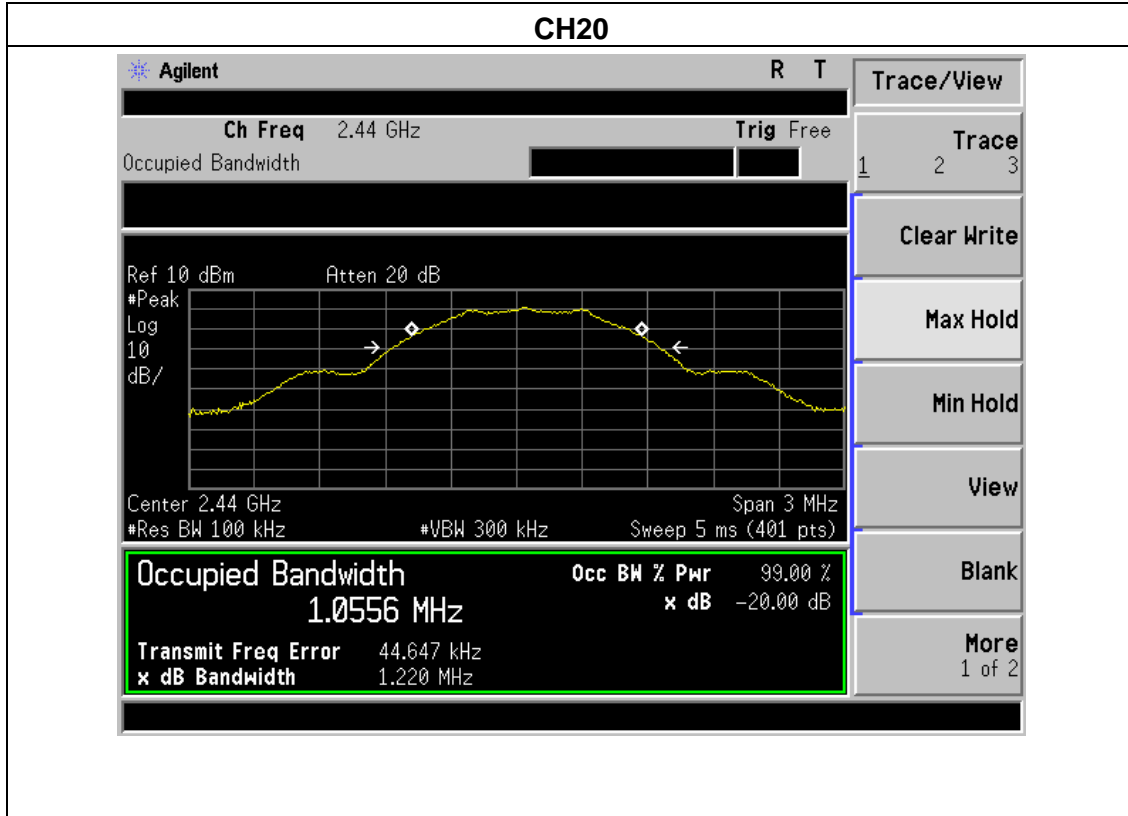 CH20
Agilent R T
Ch Freq 2.44 GHz Trig Free
Occupied Bandwidth
Ref 10 dBm Atten 20 dB
#Peak
Log
10
dB/
Center 2.44 GHz Span 3 MHz
#Res BW 100 kHz #VBW 300 kHz Sweep 5 ms (401 pts)
Occupied Bandwidth Occ BW % Pwr 99.00 %
1.0556 MHz x dB -20.00 dB
Transmit Freq Error 44.647 kHz
x dB Bandwidth 1.220 MHz
Trace/View
Trace
1 2 3
Clear Write
Max Hold
Min Hold
View
Blank
More
1 of 2